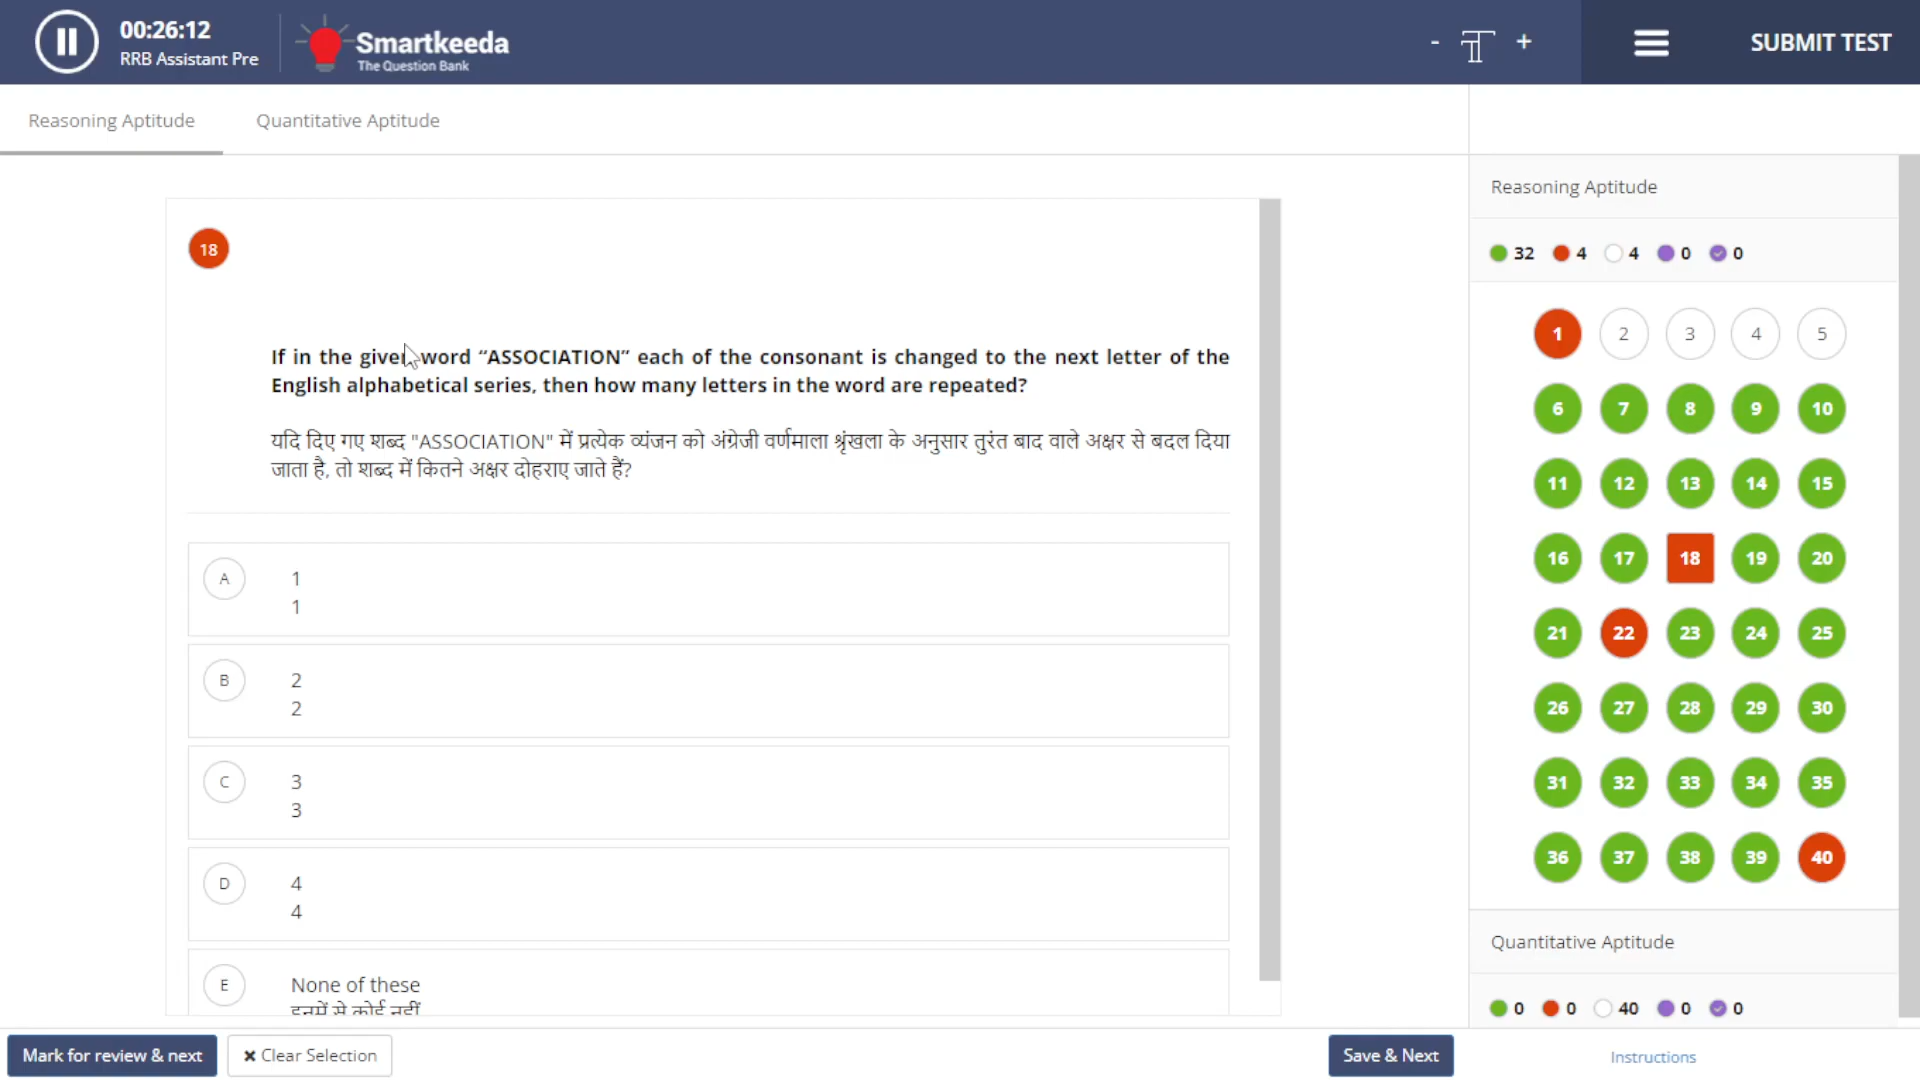 00:26:12
RRB Assistant Pre
Smartkeeda
The Question Bank
- T +
SUBMIT TEST
Reasoning Aptitude
Quantitative Aptitude
18
If in the given word “ASSOCIATION” each of the consonant is changed to the next letter of the
English alphabetical series, then how many letters in the word are repeated?
यदि दिए गए शब्द "ASSOCIATION" में प्रत्येक व्यंजन को अंग्रेजी वर्णमाला श्रृंखला के अनुसार तुरंत बाद वाले अक्षर से बदल दिया
जाता है, तो शब्द में कितने अक्षर दोहराए जाते हैं?
A
1
1
B
2
2
C
3
3
D
4
4
E
None of these
इनमें से कोई नहीं
Mark for review & next
✖ Clear Selection
Save & Next
Reasoning Aptitude
32 4 4 0 0
1 2 3 4 5
6 7 8 9 10
11 12 13 14 15
16 17 18 19 20
21 22 23 24 25
26 27 28 29 30
31 32 33 34 35
36 37 38 39 40
Quantitative Aptitude
0 0 40 0 0
Instructions